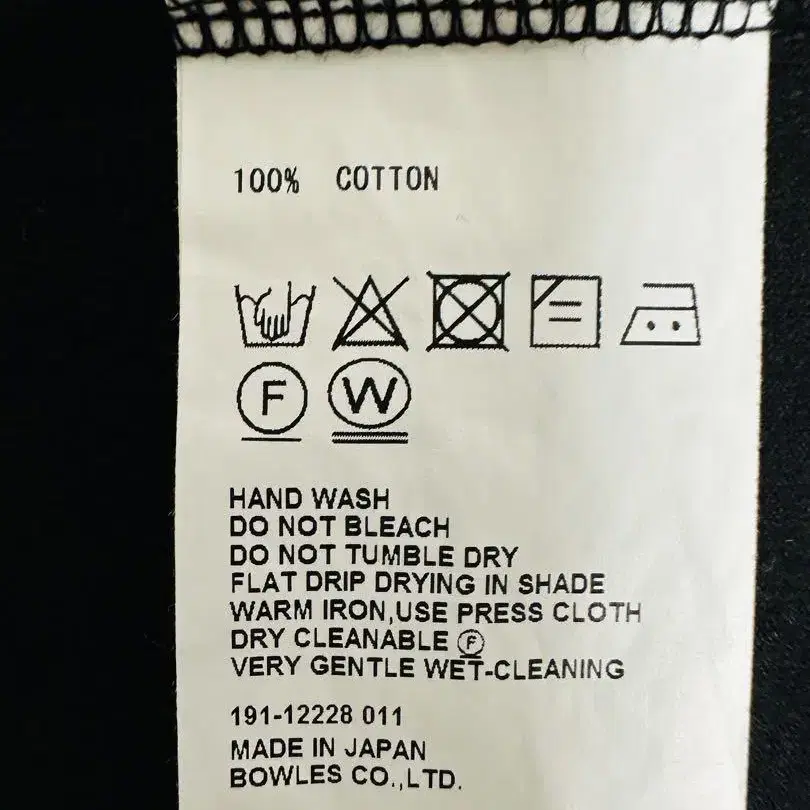 100% COTTON
F W
HAND WASH
DO NOT BLEACH
DO NOT TUMBLE DRY
FLAT DRIP DRYING IN SHADE
WARM IRON,USE PRESS CLOTH
DRY CLEANABLE Ⓕ
VERY GENTLE WET-CLEANING
191-12228 011
MADE IN JAPAN
BOWLES CO.,LTD.